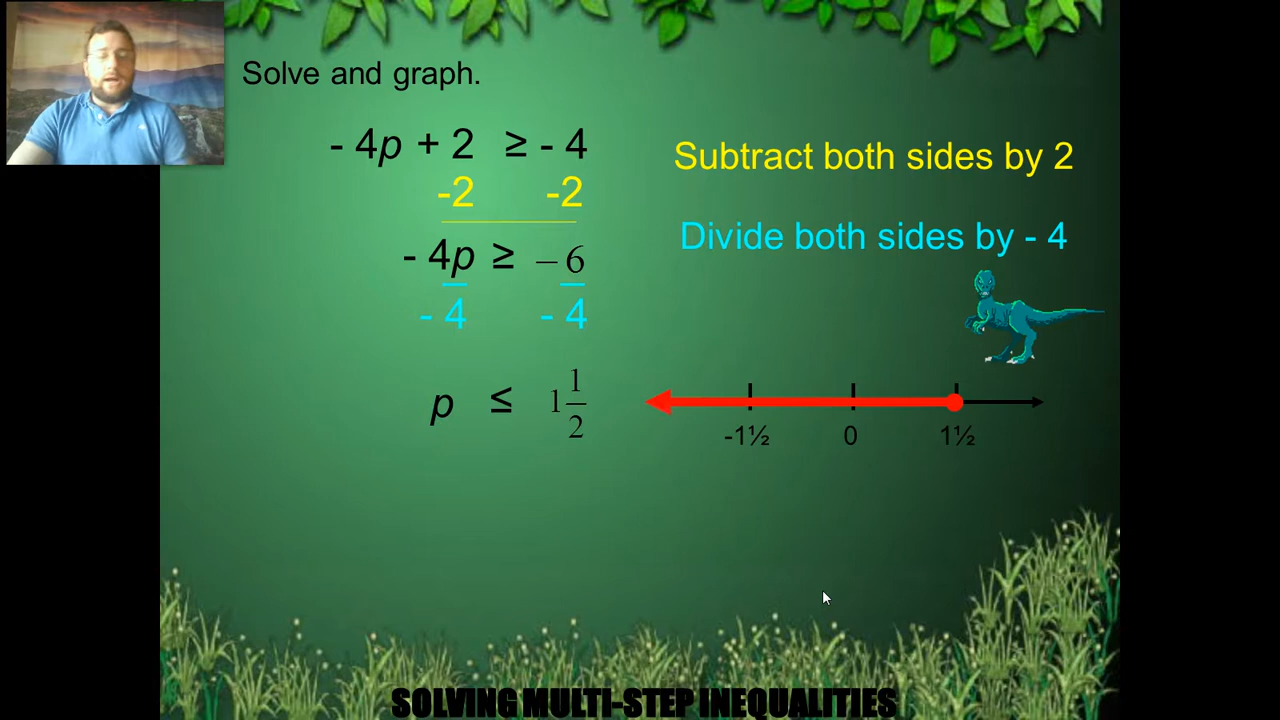 Solve and graph.
- 4p + 2 ≥ - 4
-2 -2
- 4p ≥ – 6
- 4 - 4
p ≤ 1 1/2
Subtract both sides by 2
Divide both sides by - 4
-1½ 0 1½
SOLVING MULTI-STEP INEQUALITIES